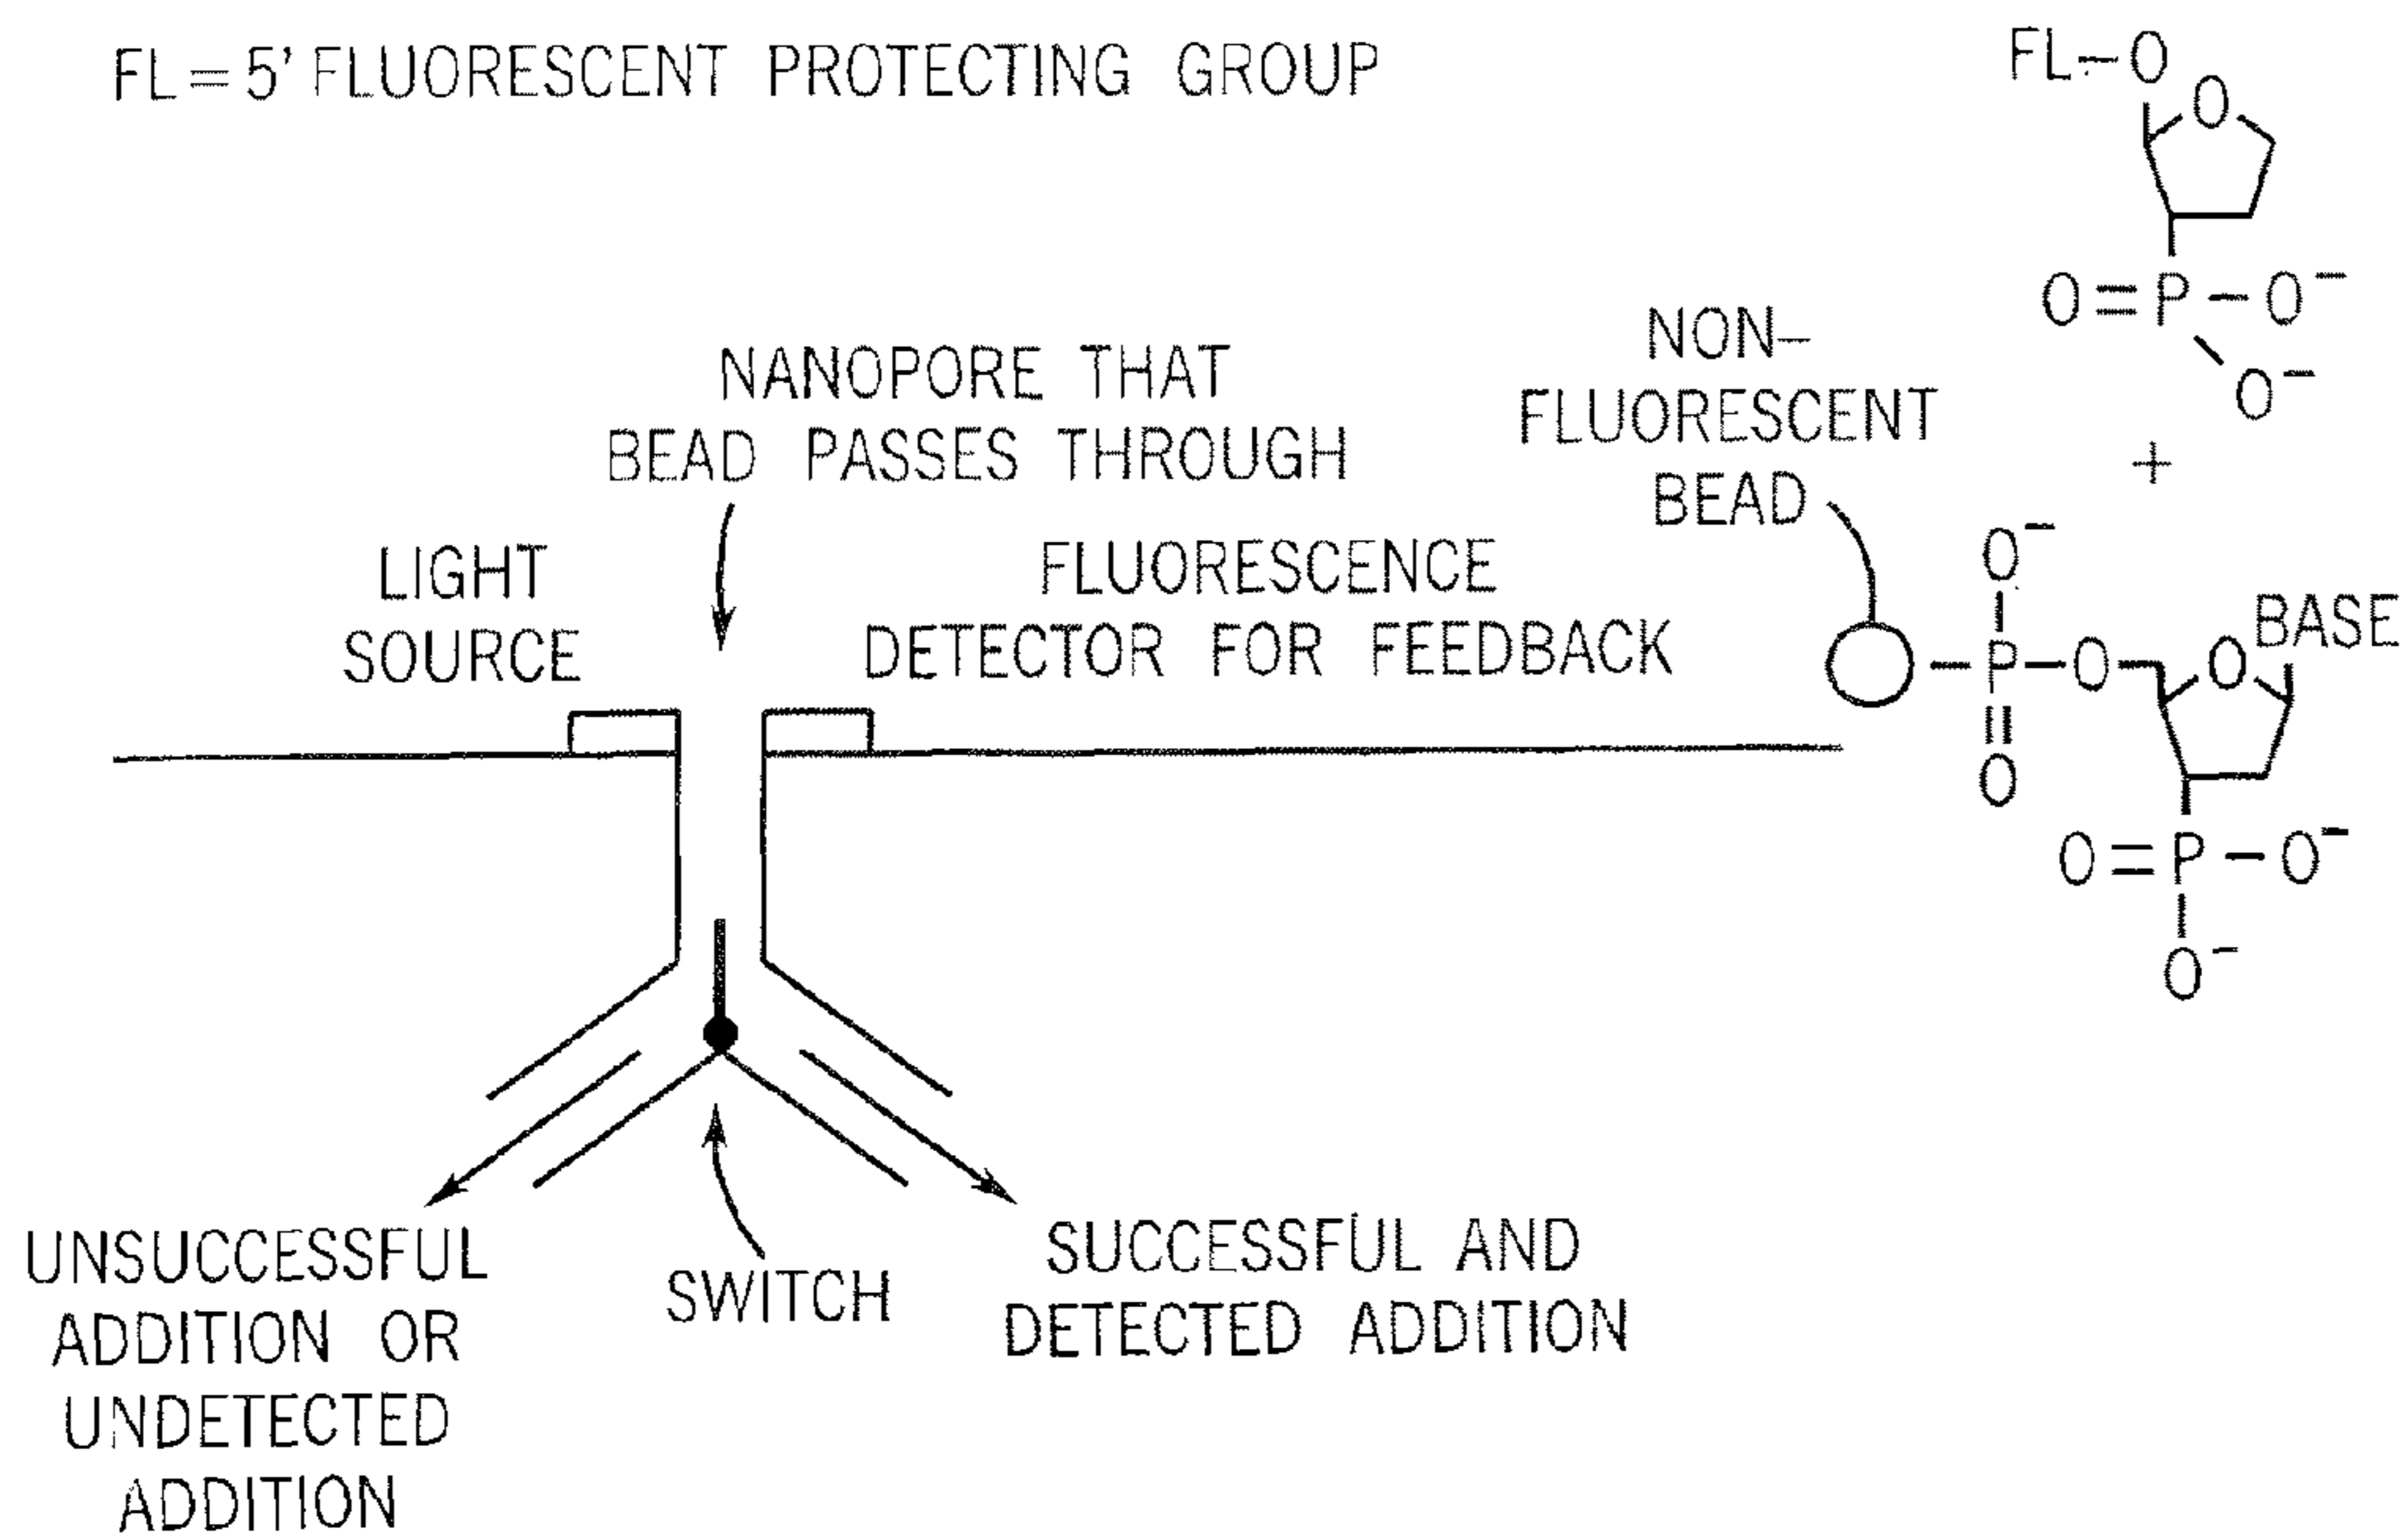 FL=5' FLUORESCENT PROTECTING GROUP
FL-O
O
O=P-O⁻
O⁻
+
NANOPORE THAT
BEAD PASSES THROUGH
NON-
FLUORESCENT
BEAD
LIGHT
SOURCE
FLUORESCENCE
DETECTOR FOR FEEDBACK
O⁻
P-O
O
BASE
O
O=P-O⁻
O⁻
UNSUCCESSFUL
ADDITION OR
UNDETECTED
ADDITION
SWITCH
SUCCESSFUL AND
DETECTED ADDITION